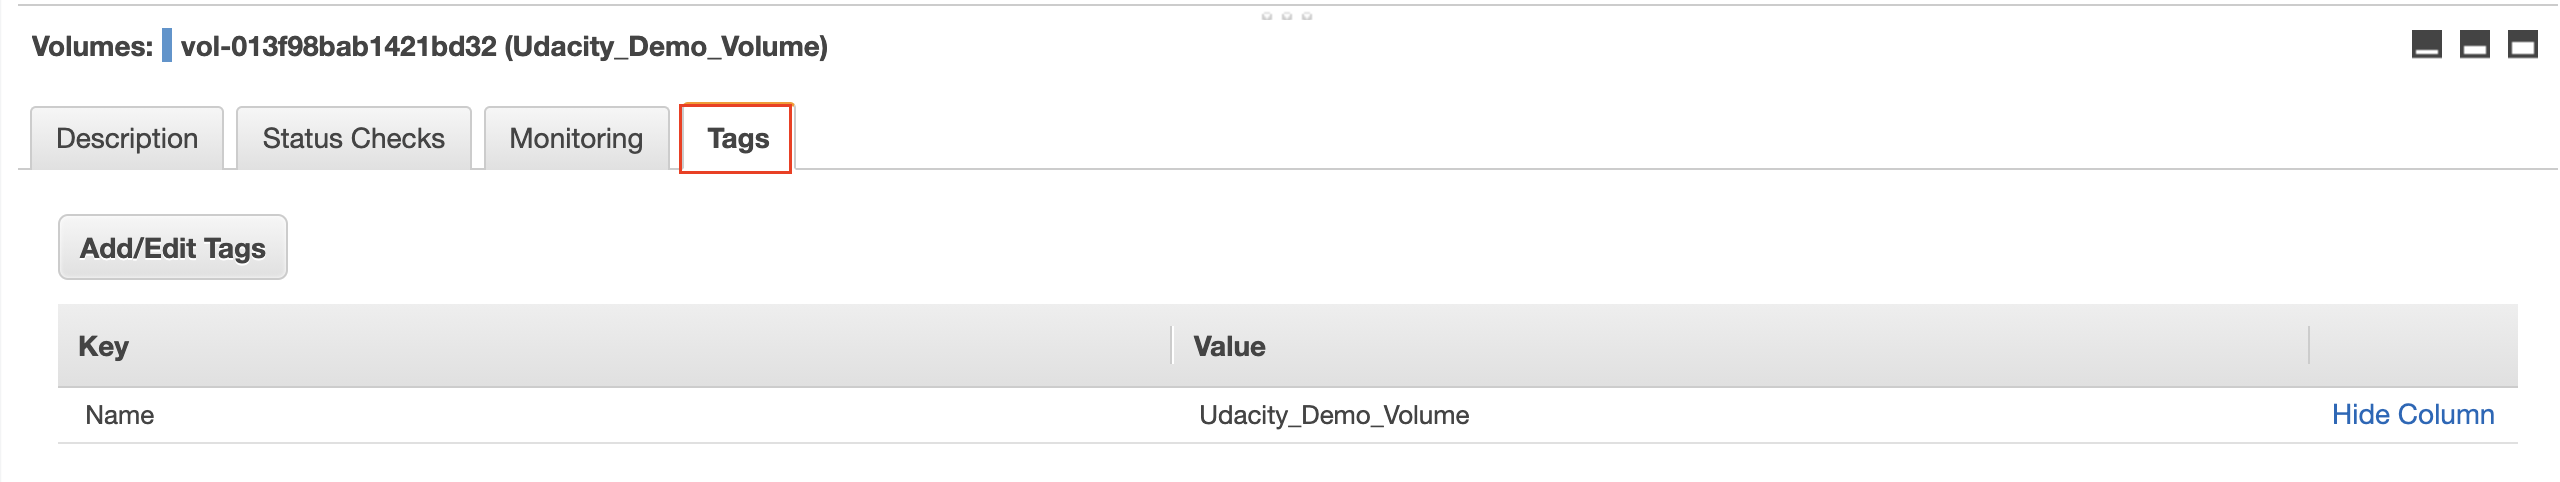 Volumes: vol-013f98bab1421bd32 (Udacity_Demo_Volume)
Description Status Checks Monitoring Tags
Add/Edit Tags
Key Value
Name Udacity_Demo_Volume Hide Column